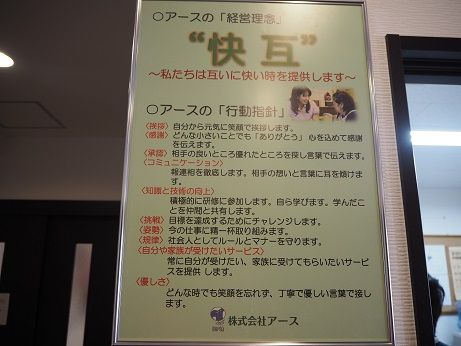 ○アースの「経営理念」
“快互”
～私たちは互いに快い時を提供します～
○アースの「行動指針」
〈挨拶〉自分から元気に笑顔で挨拶します。
〈感謝〉どんな小さいことでも「ありがとう」心を込めて感謝
を伝えます。
〈承認〉相手の良いところ優れたところを探し言葉で伝えます。
〈コミュニケーション〉
報連相を徹底します。相手の想いと言葉に耳を傾けま
す。
〈知識と技術の向上〉
積極的に研修に参加します。自ら学びます。学んだこ
とを仲間と共有します。
〈挑戦〉目標を達成するためにチャレンジします。
〈姿勢〉今の仕事に精一杯取り組みます。
〈規律〉社会人としてルールとマナーを守ります。
〈自分や家族が受けたいサービス〉
常に自分が受けたい、家族に受けてもらいたいサービ
スを提供 します。
〈優しさ〉
どんな時でも笑顔を忘れず、丁寧で優しい言葉で接し
ます。
株式会社アース